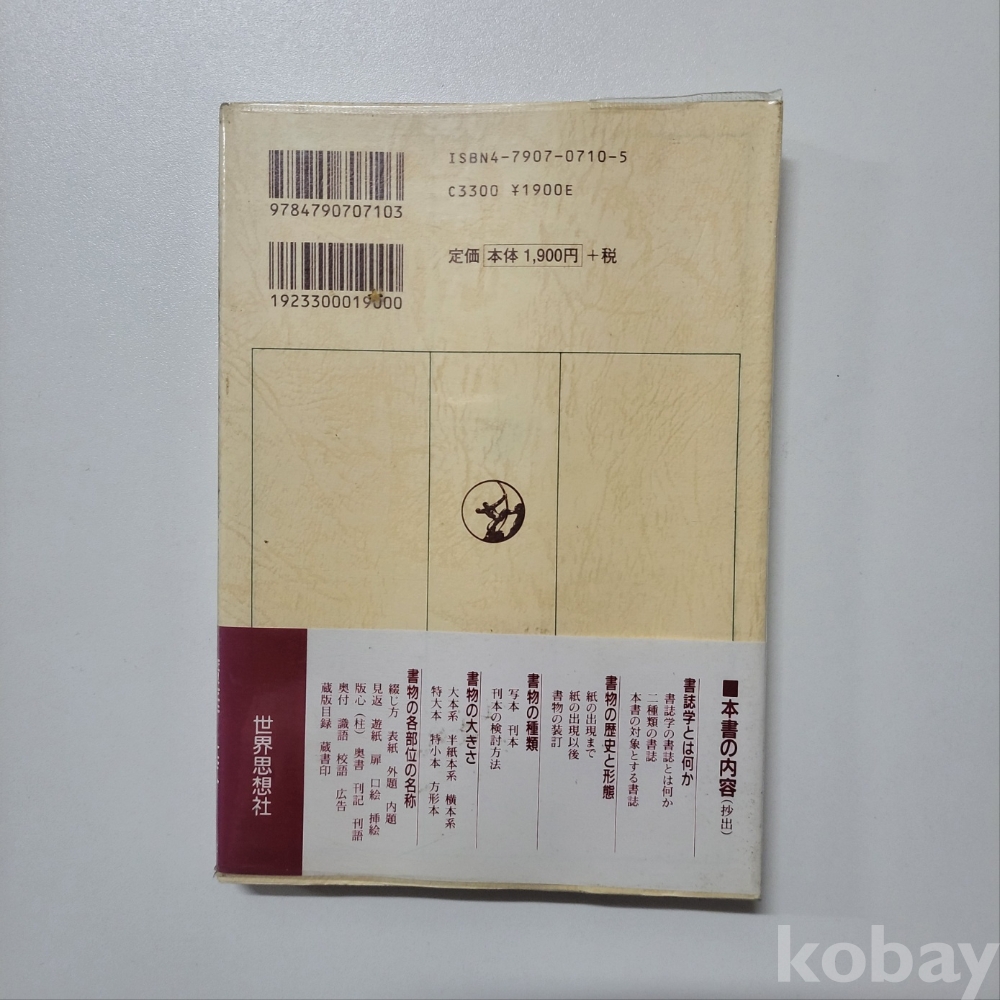 ISBN4-7907-0710-5
C3300 ¥1900E
9784790707103
定価 本体 1,900円 +税
1923300019000
■本書の内容(抄出)
書誌学とは何か
書誌学の書誌とは何か
二種類の書誌
本書の対象とする書誌
書物の歴史と形態
紙の出現まで
紙の出現以後
書物の装訂
書物の種類
写本 刊本
刊本の検討方法
書物の大きさ
大本系 半紙本系 横本系
特大本 特小本 方形本
書物の各部位の名称
綴じ方 表紙 外題 内題
見返 遊紙 扉 口絵 挿絵
版心(柱) 奥書 刊記 刊語
奥付 識語 校語 広告
蔵版目録 蔵書印
世界思想社
kobay